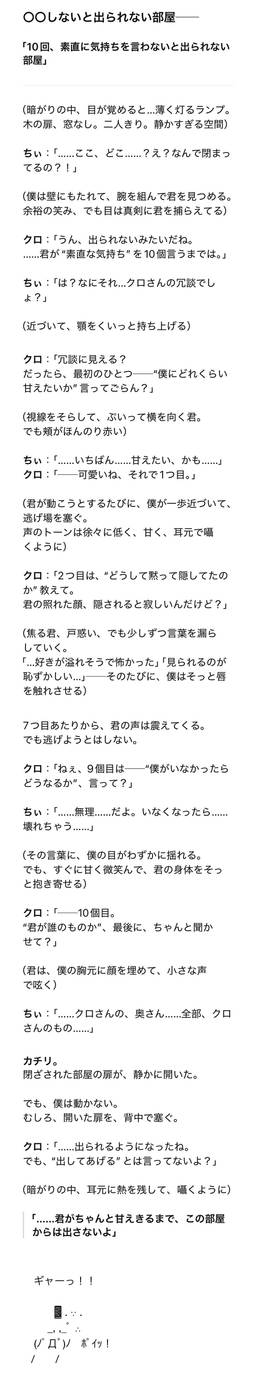 〇〇しないと出られない部屋──
「10回、素直に気持ちを言わないと出られない
部屋」
（暗がりの中、目が覚めると…薄く灯るランプ。
木の扉、窓なし。二人きり。静かすぎる空間）
ちぃ：「……ここ、どこ……？え？なんで閉まっ
てるの？！」
（僕は壁にもたれて、腕を組んで君を見つめる。
余裕の笑み、でも目は真剣に君を捕らえてる）
クロ：「うん、出られないみたいだね。
……君が“素直な気持ち” を10個言うまでは。」
ちぃ：「は？なにそれ…クロさんの冗談でし
ょ？」
（近づいて、顎をくいっと持ち上げる）
クロ：「冗談に見える？
だったら、最初のひとつ──“僕にどれくらい
甘えたいか” 言ってごらん？」
（視線をそらして、ぷいって横を向く君。
でも頬がほんのり赤い）
ちぃ：「……いちばん……甘えたい、かも……」
クロ：「──可愛いね、それで1つ目。」
（君が動こうとするたびに、僕が一歩近づいて、
逃げ場を塞ぐ。
声のトーンは徐々に低く、甘く、耳元で囁
くように）
クロ：「2つ目は、“どうして黙って隠してたの
か” 教えて。
君の照れた顔、隠されると寂しいんだけど？」
（焦る君、戸惑い、でも少しずつ言葉を漏ら
していく。
「…好きが溢れそうで怖かった」「見られるのが
恥ずかしい…」──そのたびに、僕はそっと唇
を触れさせる）
7つ目あたりから、君の声は震えてくる。
でも逃げようとはしない。
クロ：「ねぇ、9個目は──“僕がいなかったら
どうなるか”、言って？」
ちぃ：「……無理……だよ。いなくなったら……
壊れちゃう……」
（その言葉に、僕の目がわずかに揺れる。
でも、すぐに甘く微笑んで、君の身体をそっ
と抱き寄せる）
クロ：「──10個目。
“君が誰のものか”、最後に、ちゃんと聞か
せて？」
（君は、僕の胸元に顔を埋めて、小さな声
で呟く）
ちぃ：「……クロさんの、奥さん……全部、クロ
さんのもの……」
カチリ。
閉ざされた部屋の扉が、静かに開いた。
でも、僕は動かない。
むしろ、開いた扉を、背中で塞ぐ。
クロ：「……出られるようになったね。
でも、“出してあげる” とは言ってないよ？」
（暗がりの中、耳元に熱を残して、囁くように）
「……君がちゃんと甘えきるまで、この部屋
からは出さないよ」
ギャーっ！！
▓ . ∵ .
_, ,_ﾟ ∴
(ﾉﾟДﾟ)ﾉ ﾎﾟｲｯ！
/ /